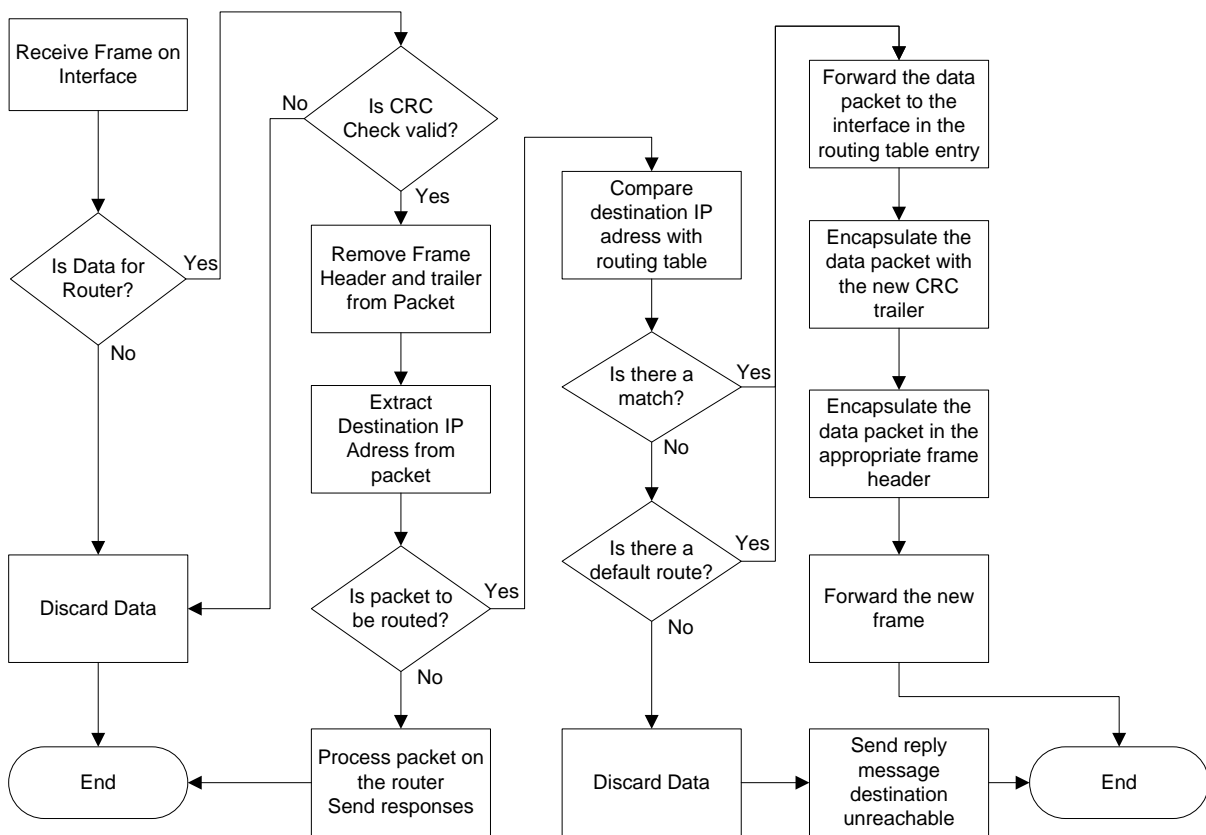 Receive Frame on
Interface
Is Data for
Router?
Yes
No
Discard Data
End
Is CRC
Check valid?
No
Yes
Remove Frame
Header and trailer
from Packet
Extract
Destination IP
Adress from
packet
Is packet to
be routed?
Yes
No
Process packet on
the router
Send responses
Compare
destination IP
adress with
routing table
Is there a
match?
Yes
No
Is there a
default route?
Yes
No
Discard Data
Forward the data
packet to the
interface in the
routing table entry
Encapsulate the
data packet with
the new CRC
trailer
Encapsulate the
data packet in the
appropriate frame
header
Forward the new
frame
Send reply
message
destination
unreachable
End